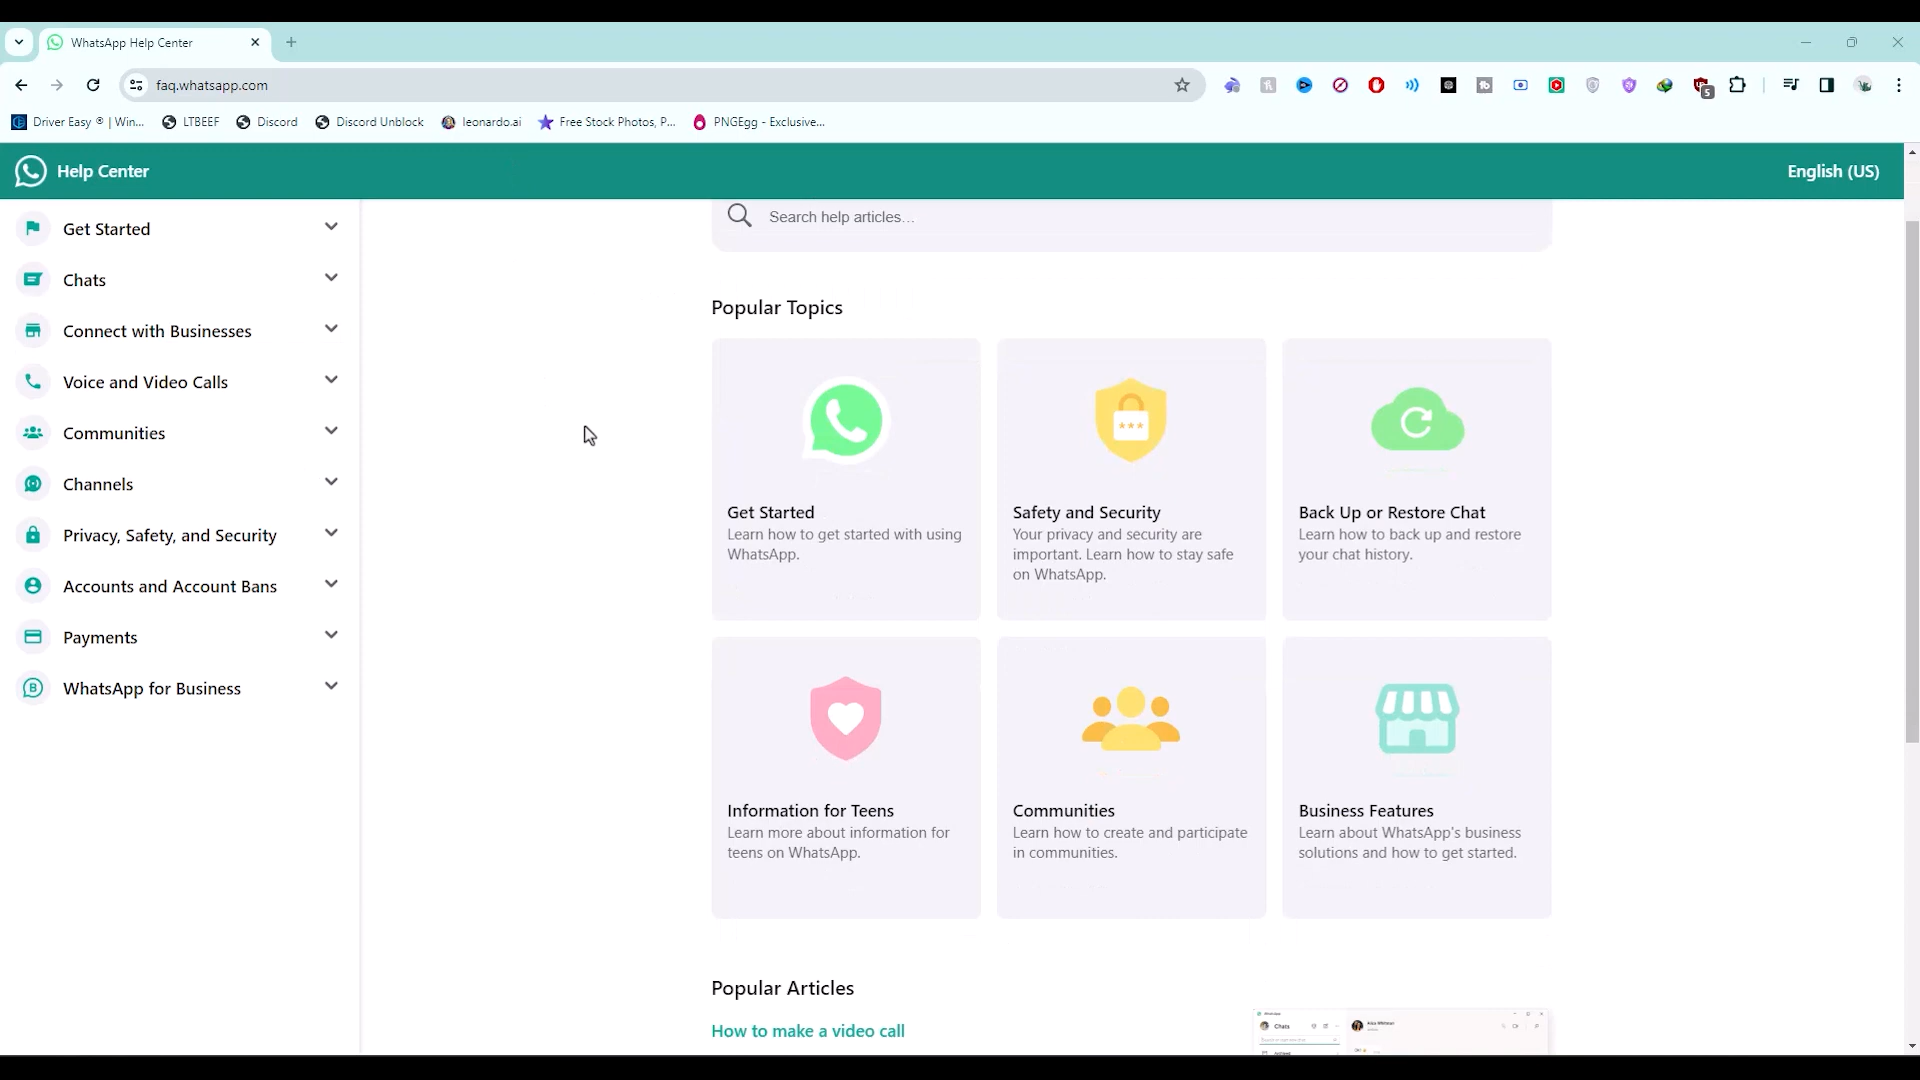 WhatsApp Help Center
faq.whatsapp.com
5
Driver Easy ® | Win...
LTBEEF
Discord
Discord Unblock
leonardo.ai
Free Stock Photos, P...
PNGEgg - Exclusive...
Help Center
English (US)
Get Started
Chats
Connect with Businesses
Voice and Video Calls
Communities
Channels
Privacy, Safety, and Security
Accounts and Account Bans
Payments
B
WhatsApp for Business
Search help articles...
Popular Topics
Get Started
Learn how to get started with using
WhatsApp.
***
Safety and Security
Your privacy and security are
important. Learn how to stay safe
on WhatsApp.
Back Up or Restore Chat
Learn how to back up and restore
your chat history.
Information for Teens
Learn more about information for
teens on WhatsApp.
Communities
Learn how to create and participate
in communities.
Business Features
Learn about WhatsApp's business
solutions and how to get started.
Popular Articles
How to make a video call
WhatsApp
Chats